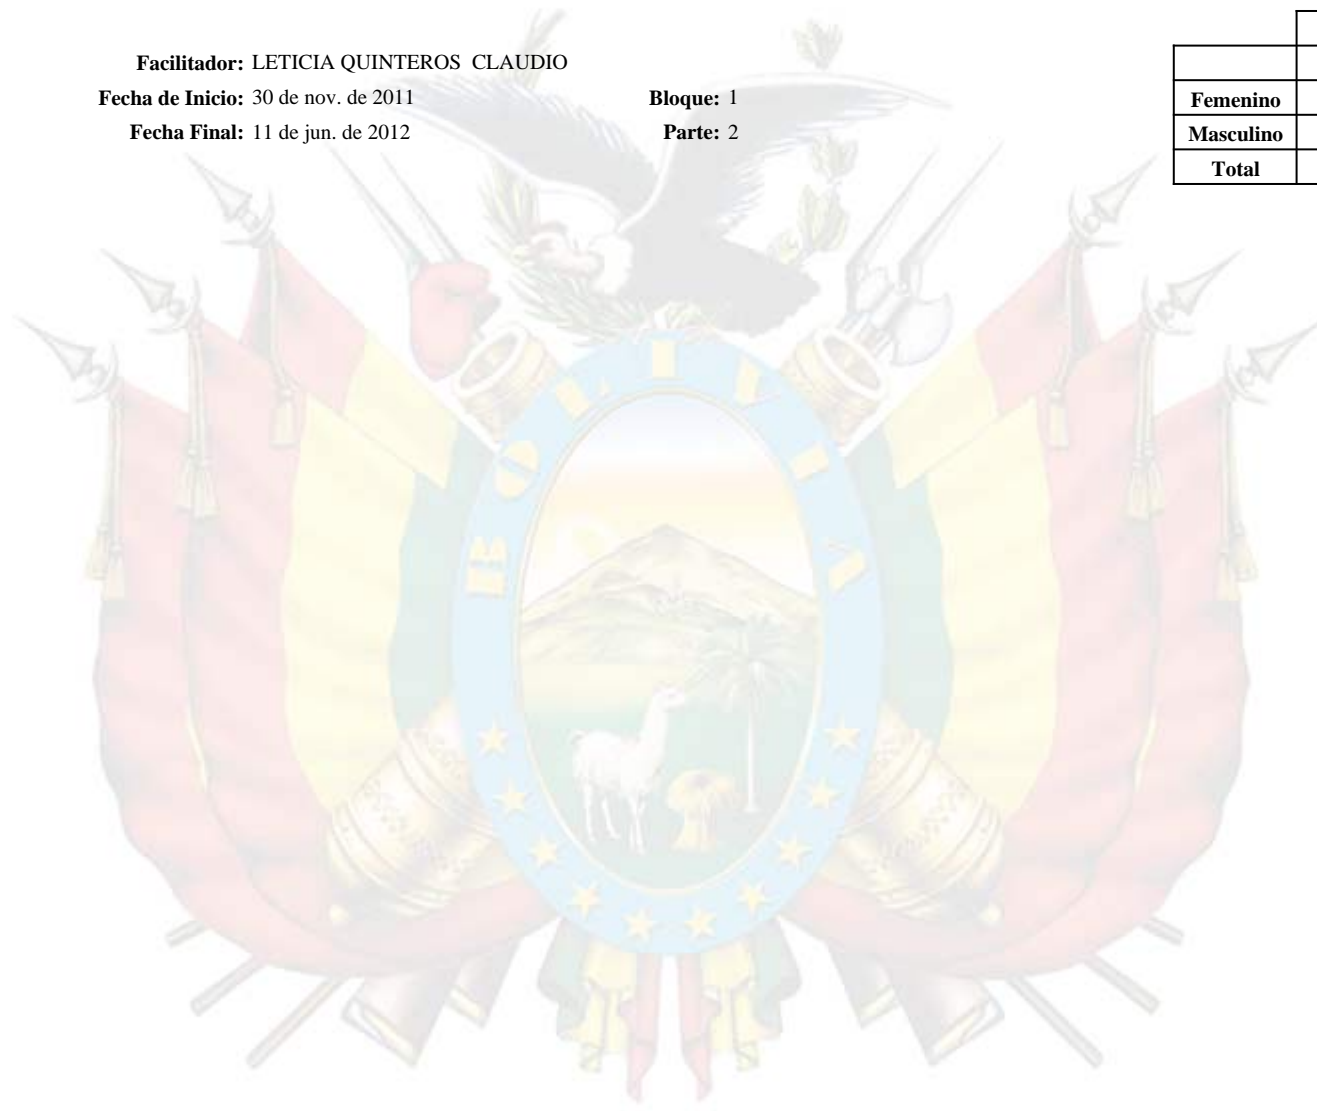 Facilitador: LETICIA QUINTEROS CLAUDIO
Fecha de Inicio: 30 de nov. de 2011 Bloque: 1
Fecha Final: 11 de jun. de 2012 Parte: 2
Femenino
Masculino
Total
BOLIVIA